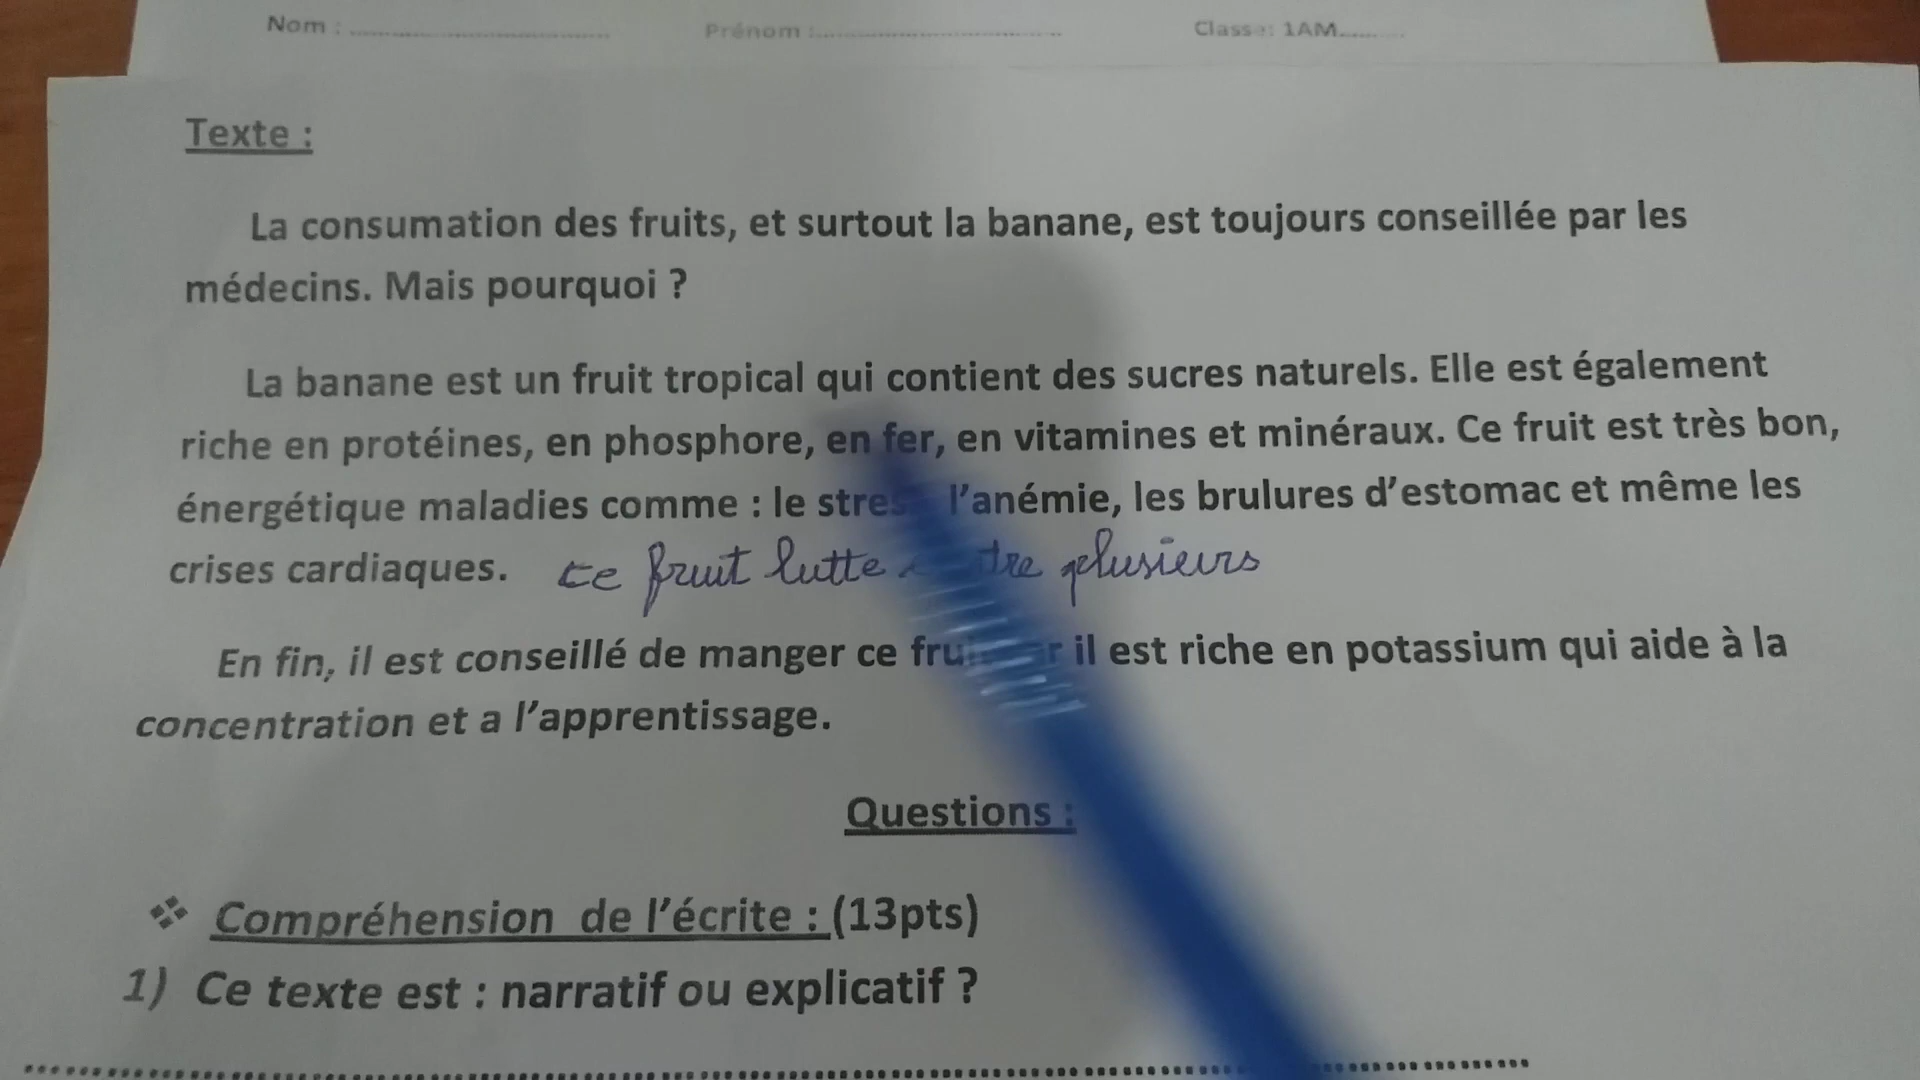 Nom : ........................ Prénom :........................ Classe: 1AM..........
Texte :
La consumation des fruits, et surtout la banane, est toujours conseillée par les
médecins. Mais pourquoi ?
La banane est un fruit tropical qui contient des sucres naturels. Elle est également
riche en protéines, en phosphore, en fer, en vitamines et minéraux. Ce fruit est très bon,
énergétique maladies comme : le l'anémie, les brulures d'estomac et même les
crises cardiaques. ce fruit lutte plusieurs
En fin, il est conseillé de manger ce il est riche en potassium qui aide à la
concentration et a l'apprentissage.
Questions :
❖ Compréhension de l'écrite : (13pts)
1) Ce texte est : narratif ou explicatif ?